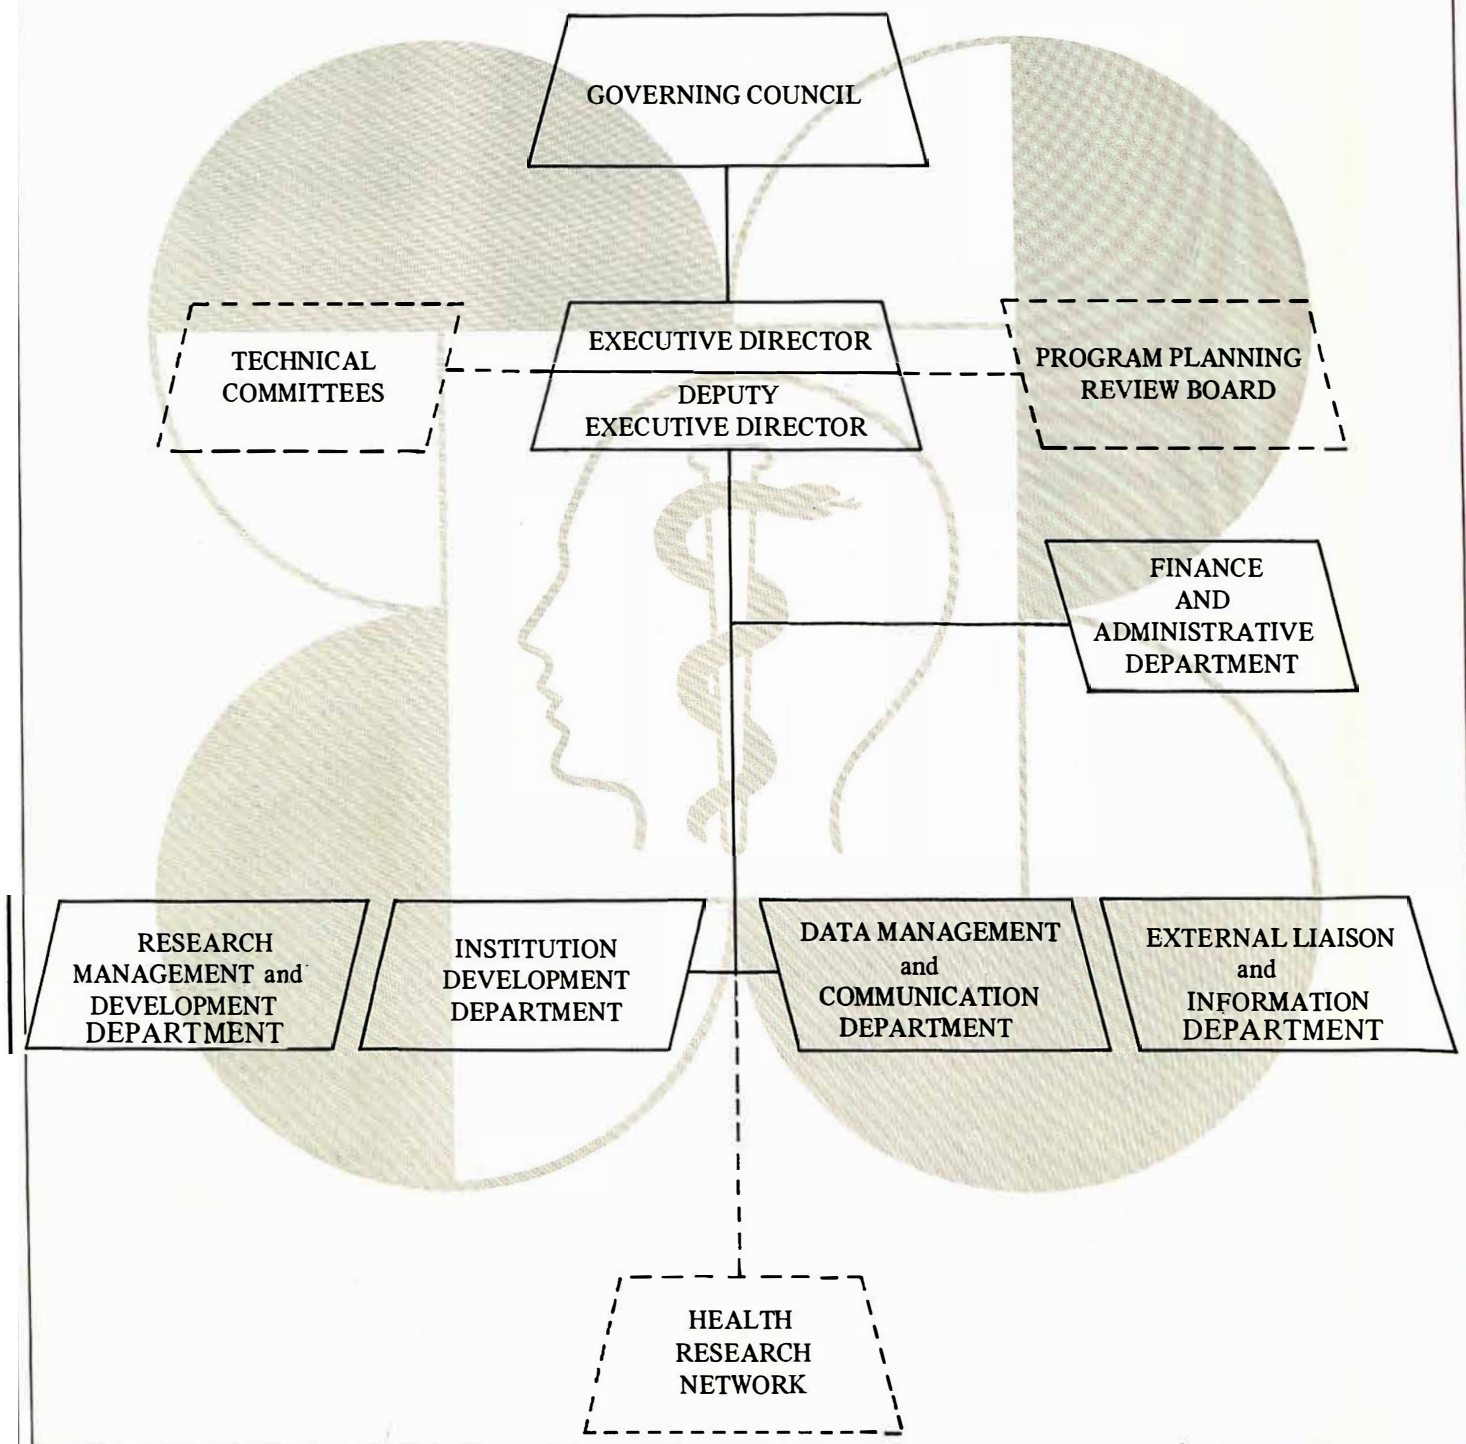 GOVERNING COUNCIL
TECHNICAL
COMMITTEES
EXECUTIVE DIRECTOR
DEPUTY
EXECUTIVE DIRECTOR
PROGRAM PLANNING
REVIEW BOARD
FINANCE
AND
ADMINISTRATIVE
DEPARTMENT
RESEARCH
MANAGEMENT and
DEVELOPMENT
DEPARTMENT
INSTITUTION
DEVELOPMENT
DEPARTMENT
DATA MANAGEMENT
and
COMMUNICATION
DEPARTMENT
EXTERNAL LIAISON
and
INFORMATION
DEPARTMENT
HEALTH
RESEARCH
NETWORK